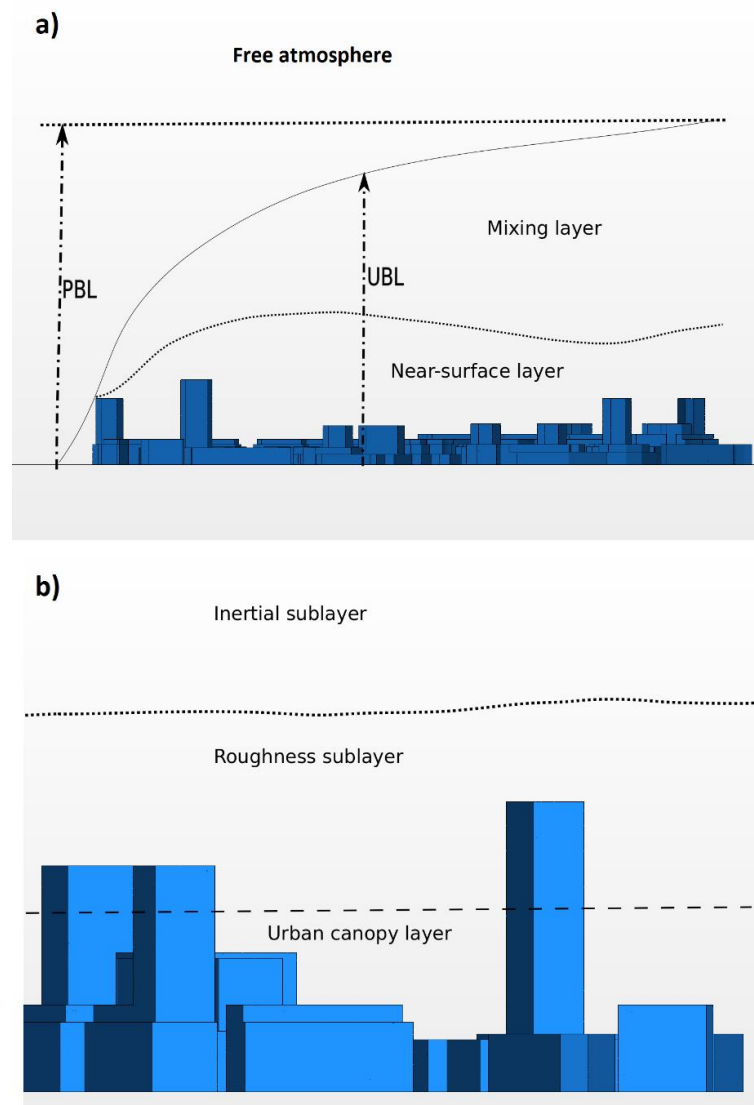 a)
Free atmosphere
Mixing layer
PBL
UBL
Near-surface layer
b)
Inertial sublayer
Roughness sublayer
Urban canopy layer